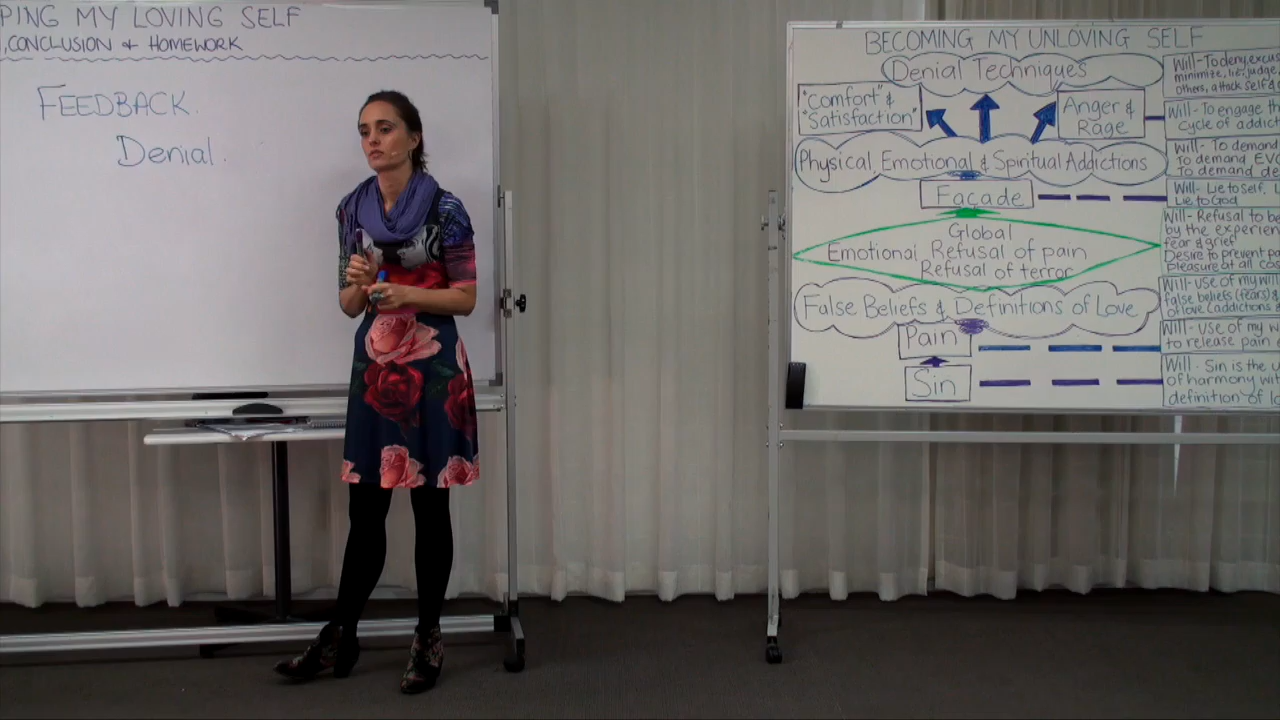 PING MY LOVING SELF
,CONCLUSION & HOMEWORK
FEEDBACK.
Denial.
BECOMING MY UNLOVING SELF
Denial Techniques
"Comfort" &
"Satisfaction"
Anger &
Rage
Physical, Emotional & Spiritual Addictions
Façade
Global
Emotional Refusal of pain
Refusal of terror
False Beliefs & Definitions of Love
Pain
Sin
Will - To deny, excus
minimize, lie, judge,
others, attack self &
Will - To engage th
cycle of addict
Will - To demand
To demand EV
To demand de
Will - Lie to self, L
Lie to God
Will - Refusal to be
by the experien
fear & grief
Desire to prevent pa
pleasure at all cos
Will - use of my will
false beliefs (fears) &
of love (addictions &
Will - use of my w
to release pain
Will - Sin is the u
of harmony wit
definition of lo